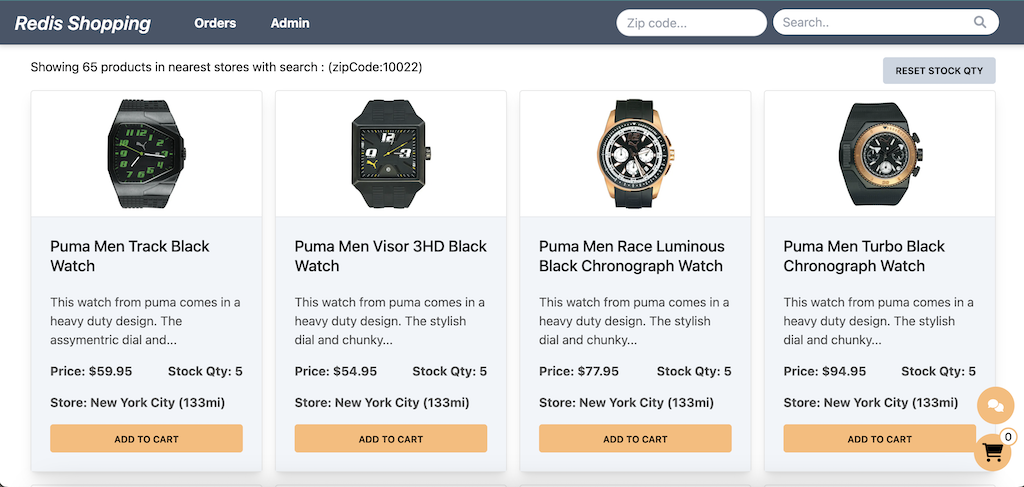 Redis Shopping Orders Admin Zip code... Search..
Showing 65 products in nearest stores with search : (zipCode:10022)
RESET STOCK QTY
Puma Men Track Black
Watch
This watch from puma comes in a
heavy duty design. The
assymentric dial and...
Price: $59.95 Stock Qty: 5
Store: New York City (133mi)
ADD TO CART
Puma Men Visor 3HD Black
Watch
This watch from puma comes in a
heavy duty design. The stylish
dial and chunky...
Price: $54.95 Stock Qty: 5
Store: New York City (133mi)
ADD TO CART
Puma Men Race Luminous
Black Chronograph Watch
This watch from puma comes in a
heavy duty design. The stylish
dial and chunky...
Price: $77.95 Stock Qty: 5
Store: New York City (133mi)
ADD TO CART
Puma Men Turbo Black
Chronograph Watch
This watch from puma comes in a
heavy duty design. The stylish
dial and chunky...
Price: $94.95 Stock Qty: 5
Store: New York City (133mi)
ADD TO CART
0